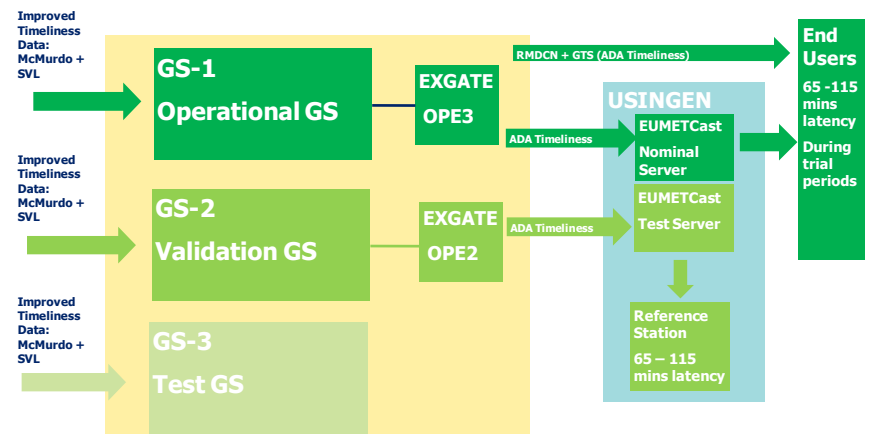 Improved
Timeliness
Data:
McMurdo +
SVL
GS-1
Operational GS
EXGATE
OPE3
RMDCN + GTS (ADA Timeliness)
End
Users
65 -115
mins
latency
During
trial
periods
USINGEN
ADA Timeliness
EUMETCast
Nominal
Server
Improved
Timeliness
Data:
McMurdo +
SVL
GS-2
Validation GS
EXGATE
OPE2
ADA Timeliness
EUMETCast
Test Server
Reference
Station
65 – 115
mins latency
Improved
Timeliness
Data:
McMurdo +
SVL
GS-3
Test GS